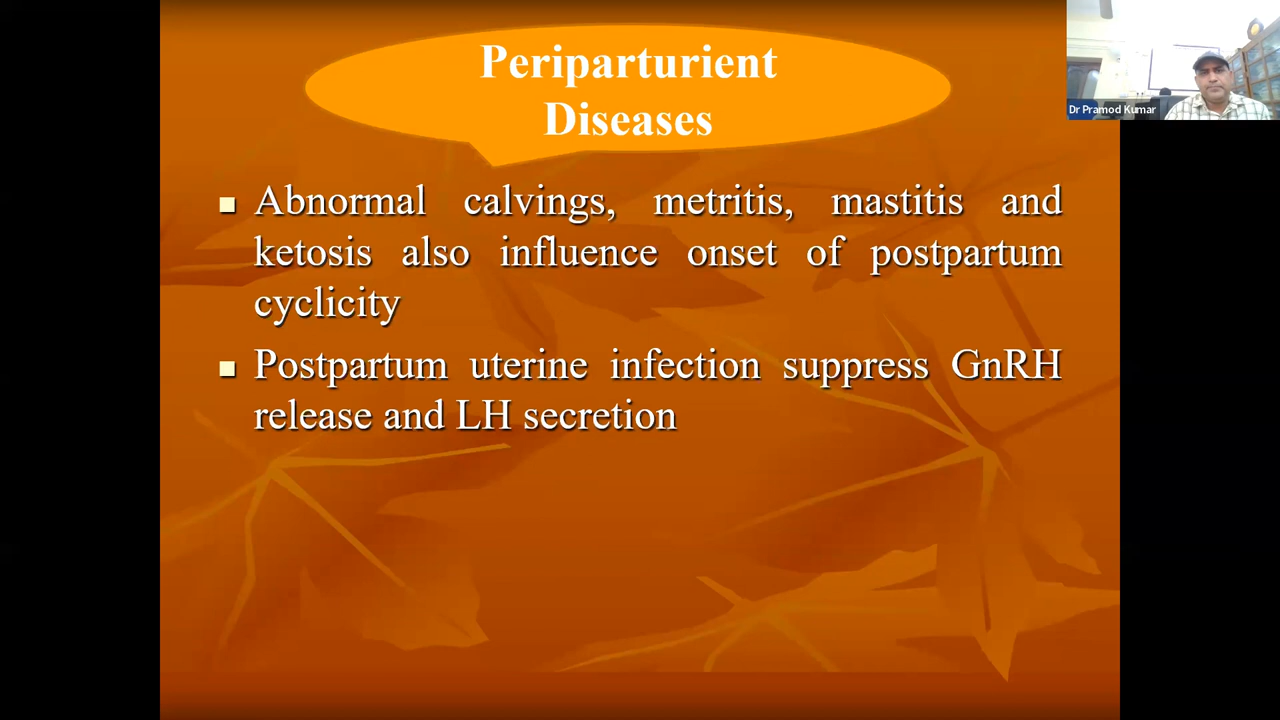 Periparturient
Diseases
Abnormal calvings, metritis, mastitis and
ketosis also influence onset of postpartum
cyclicity
Postpartum uterine infection suppress GnRH
release and LH secretion
Dr Pramod Kumar